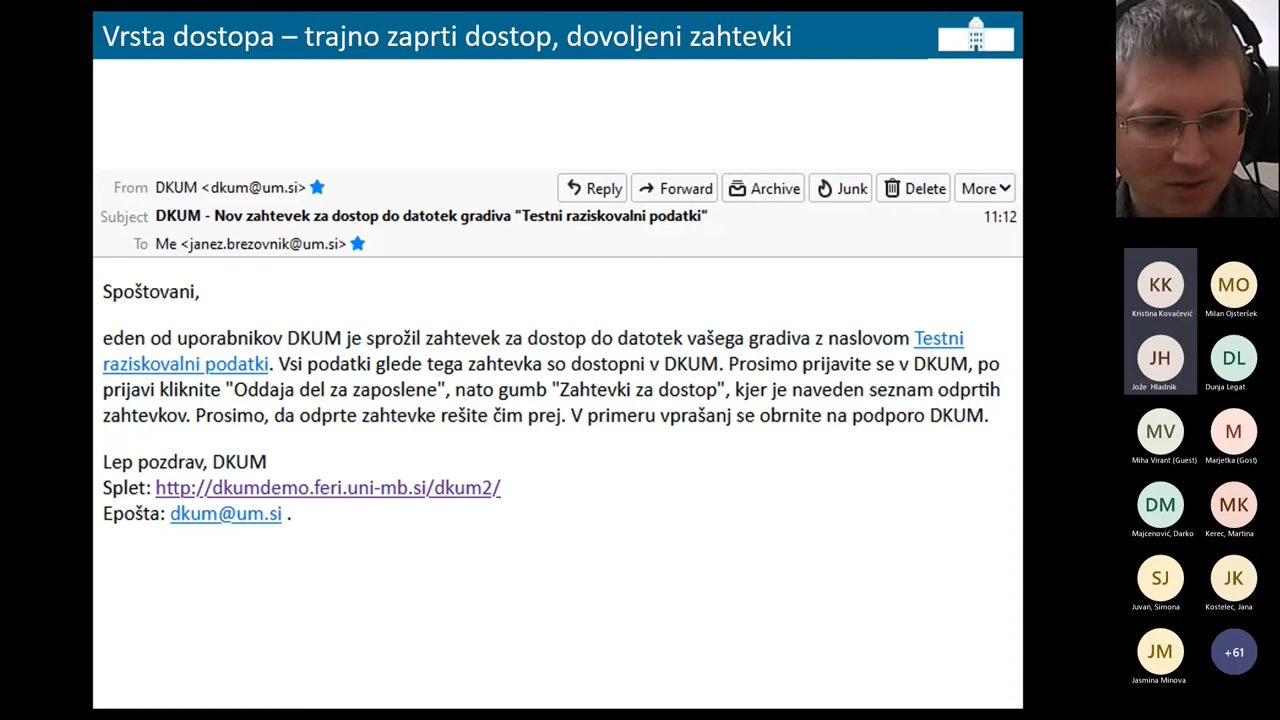 Vrsta dostopa – trajno zaprti dostop, dovoljeni zahtevki
From DKUM <dkum@um.si>
Reply Forward Archive Junk Delete More
Subject DKUM - Nov zahtevek za dostop do datotek gradiva "Testni raziskovalni podatki"
11:12
To Me <janez.brezovnik@um.si>
Spoštovani,
eden od uporabnikov DKUM je sprožil zahtevek za dostop do datotek vašega gradiva z naslovom Testni
raziskovalni podatki. Vsi podatki glede tega zahtevka so dostopni v DKUM. Prosimo prijavite se v DKUM, po
prijavi kliknite "Oddaja del za zaposlene", nato gumb "Zahtevki za dostop", kjer je naveden seznam odprtih
zahtevkov. Prosimo, da odprte zahtevke rešite čim prej. V primeru vprašanj se obrnite na podporo DKUM.
Lep pozdrav, DKUM
Splet: http://dkumdemo.feri.uni-mb.si/dkum2/
Epošta: dkum@um.si .
KK
Kristina Kovačević
MO
Milan Ojsteršek
JH
Jože Hladnik
DL
Dunja Legat
MV
Miha Virant (Guest)
M
Marjetka (Gost)
DM
Majcenović, Darko
MK
Kerec, Martina
SJ
Juvan, Simona
JK
Kostelec, Jana
JM
Jasmina Minova
+61